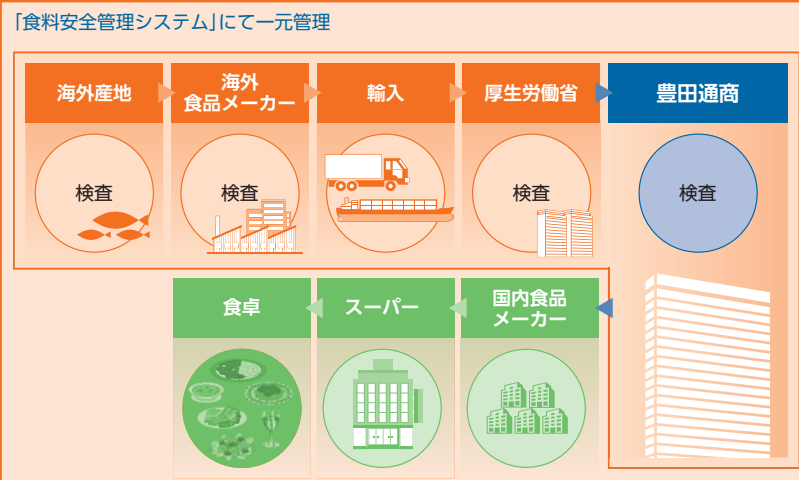 「食料安全管理システム」にて一元管理
海外産地
海外
食品メーカー
輸入
厚生労働省
豊田通商
検査
検査
検査
検査
食卓
スーパー
国内食品
メーカー